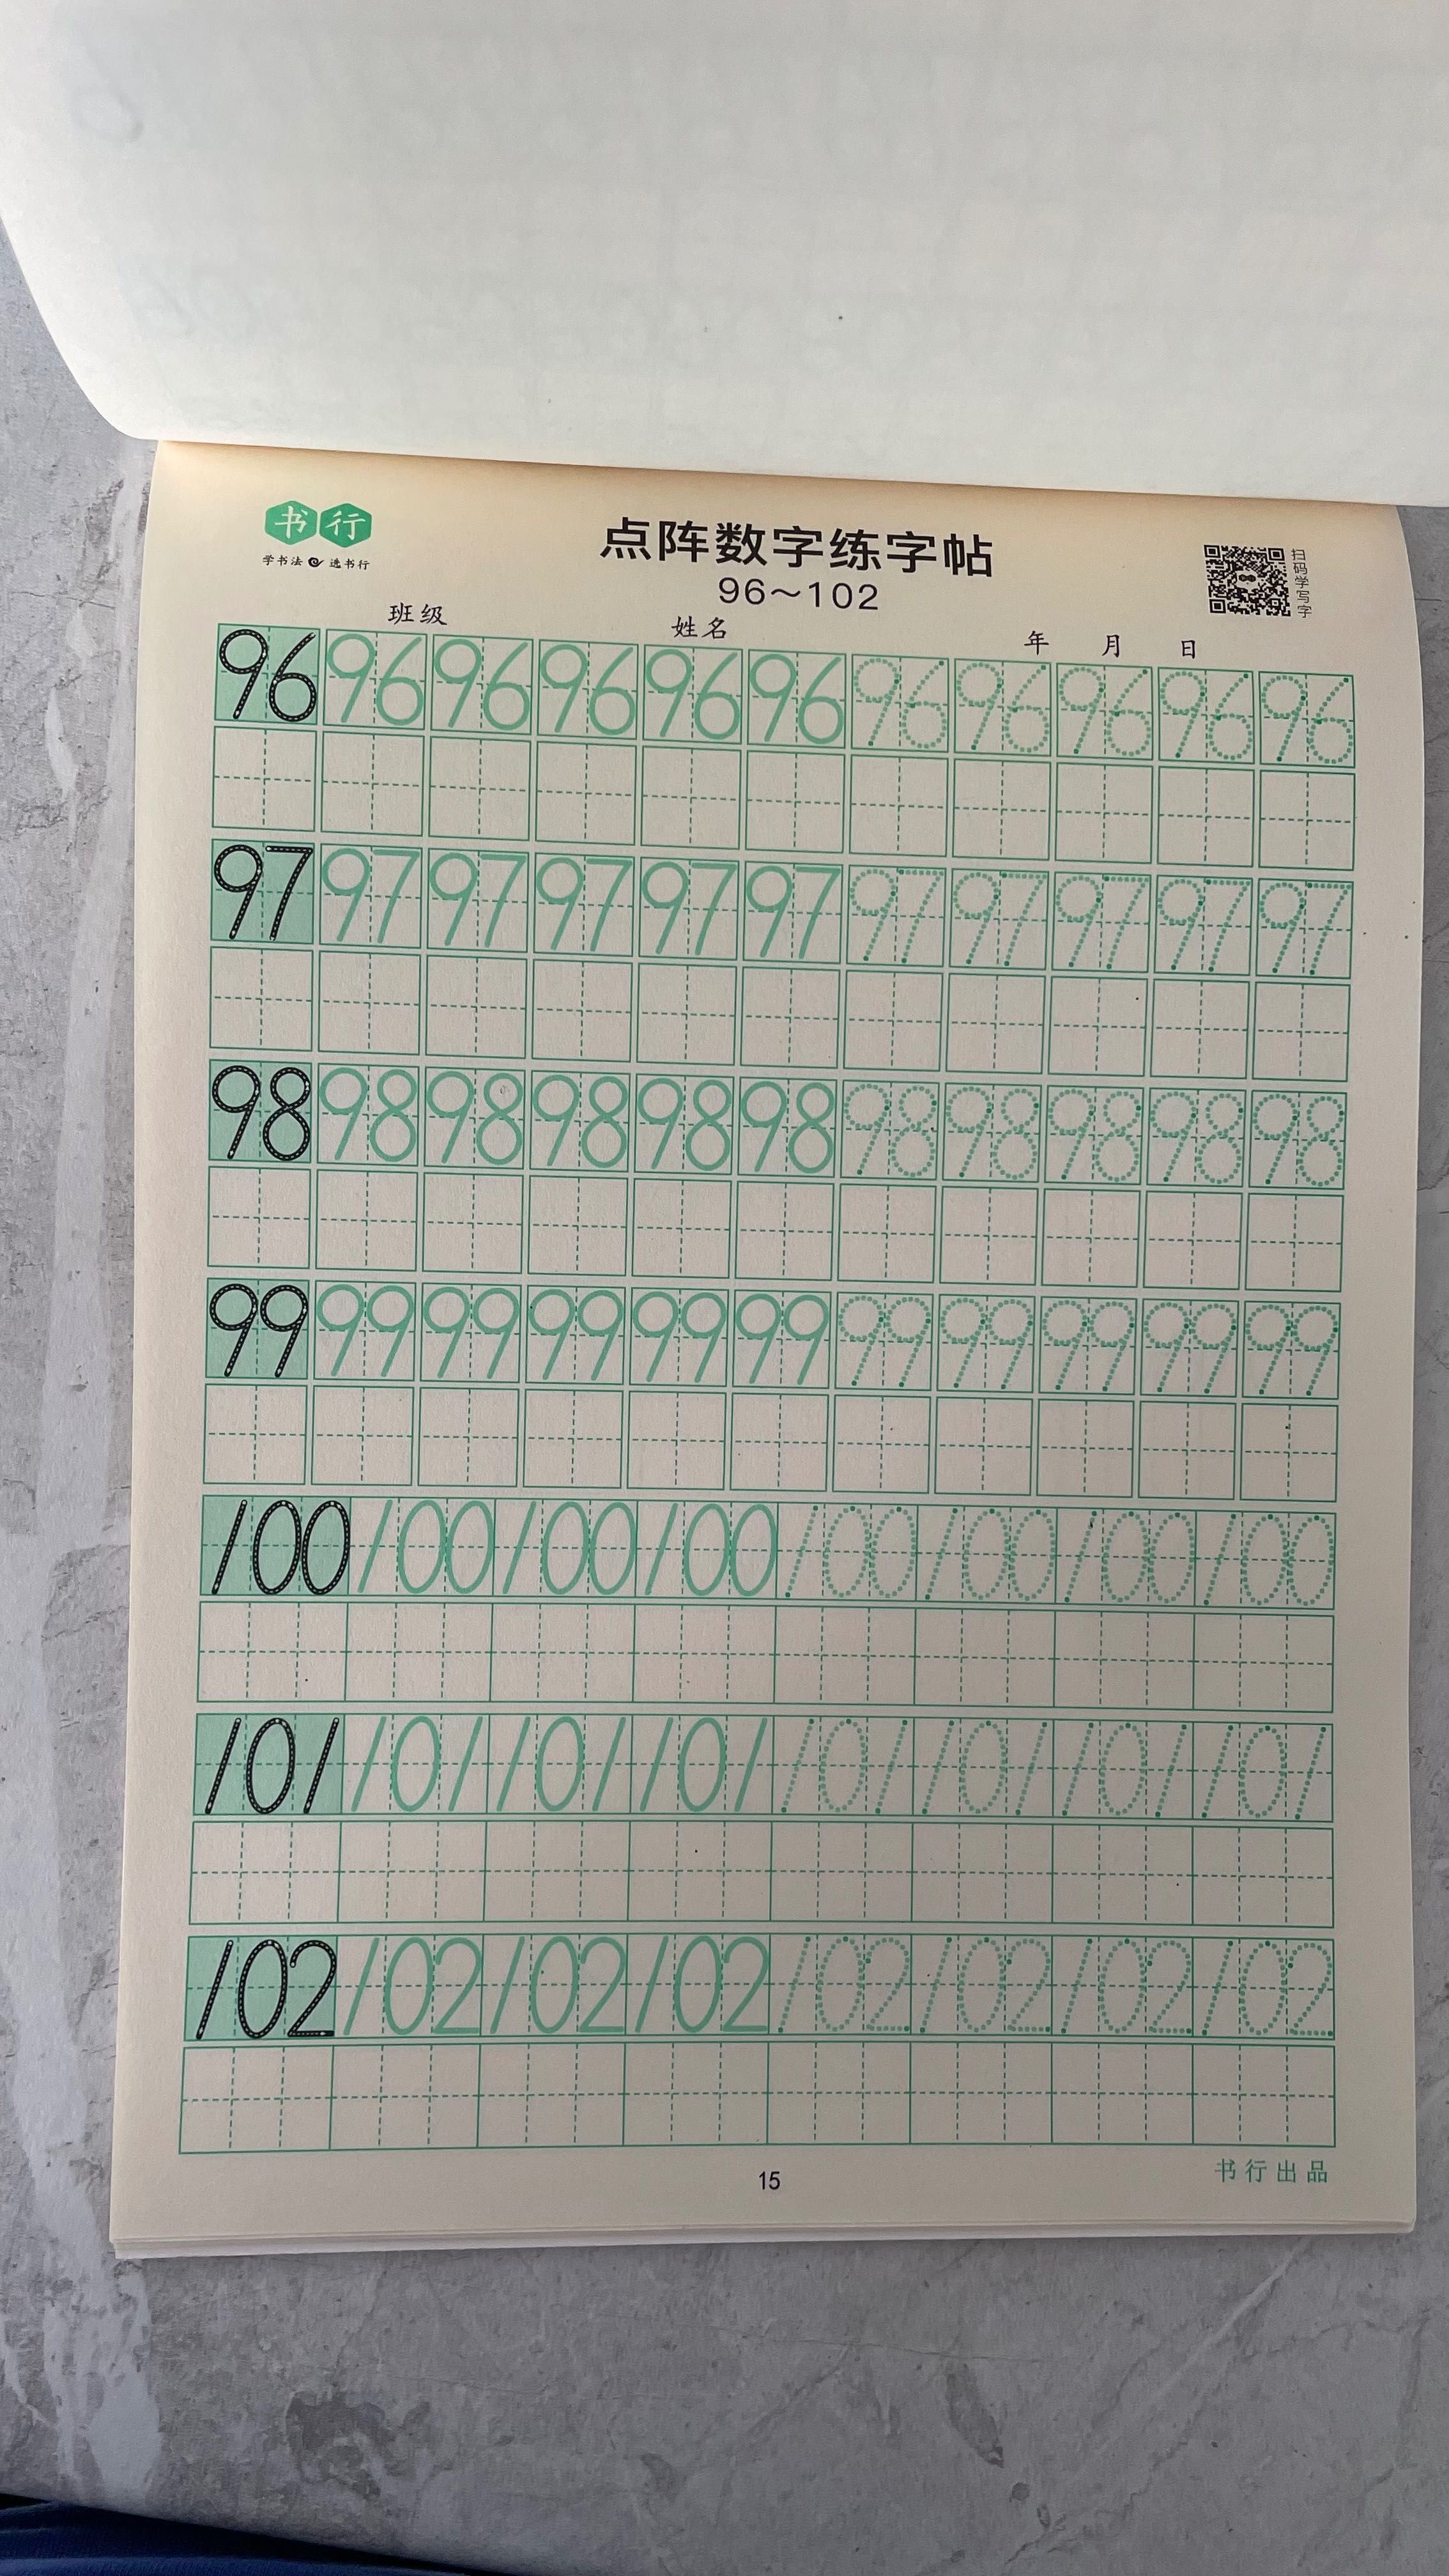 书行
学书法 选书行
点阵数字练字帖
96～102
扫码学写字
班级 姓名 年 月 日
96 96 96 96 96 96 96 96 96 96 96
97 97 97 97 97 97 97 97 97 97 97
98 98 98 98 98 98 98 98 98 98 98
99 99 99 99 99 99 99 99 99 99 99
100 100 100 100 100 100 100 100
101 101 101 101 101 101 101 101
102 102 102 102 102 102 102 102
15
书行出品